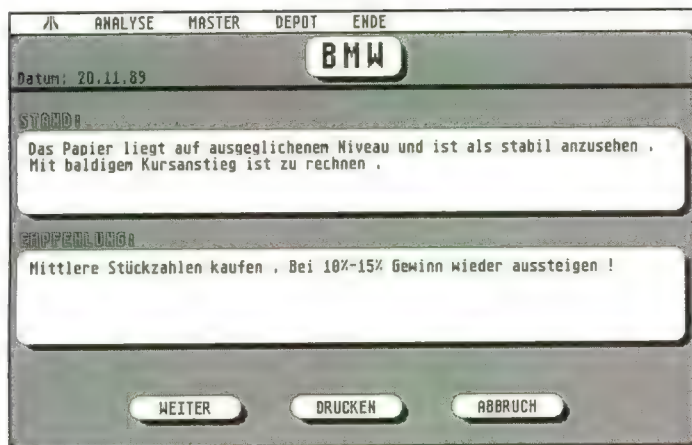 ANALYSE MASTER DEPOT ENDE
BMW
Datum: 20.11.89
STAND:
Das Papier liegt auf ausgeglichenem Niveau und ist als stabil anzusehen .
Mit baldigem Kursanstieg ist zu rechnen .
EMPFEHLUNG:
Mittlere Stückzahlen kaufen . Bei 10%-15% Gewinn wieder aussteigen !
WEITER DRUCKEN ABBRUCH